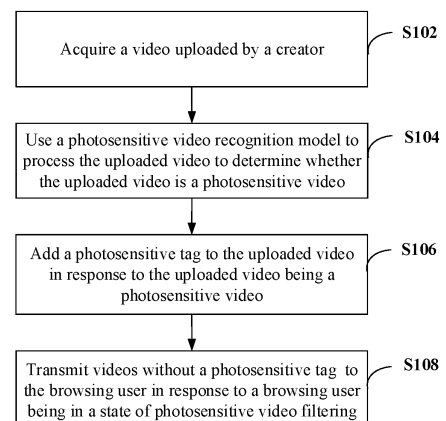 Acquire a video uploaded by a creator
S102
Use a photosensitive video recognition model to
process the uploaded video to determine whether
the uploaded video is a photosensitive video
S104
Add a photosensitive tag to the uploaded video
in response to the uploaded video being a
photosensitive video
S106
Transmit videos without a photosensitive tag to
the browsing user in response to a browsing user
being in a state of photosensitive video filtering
S108